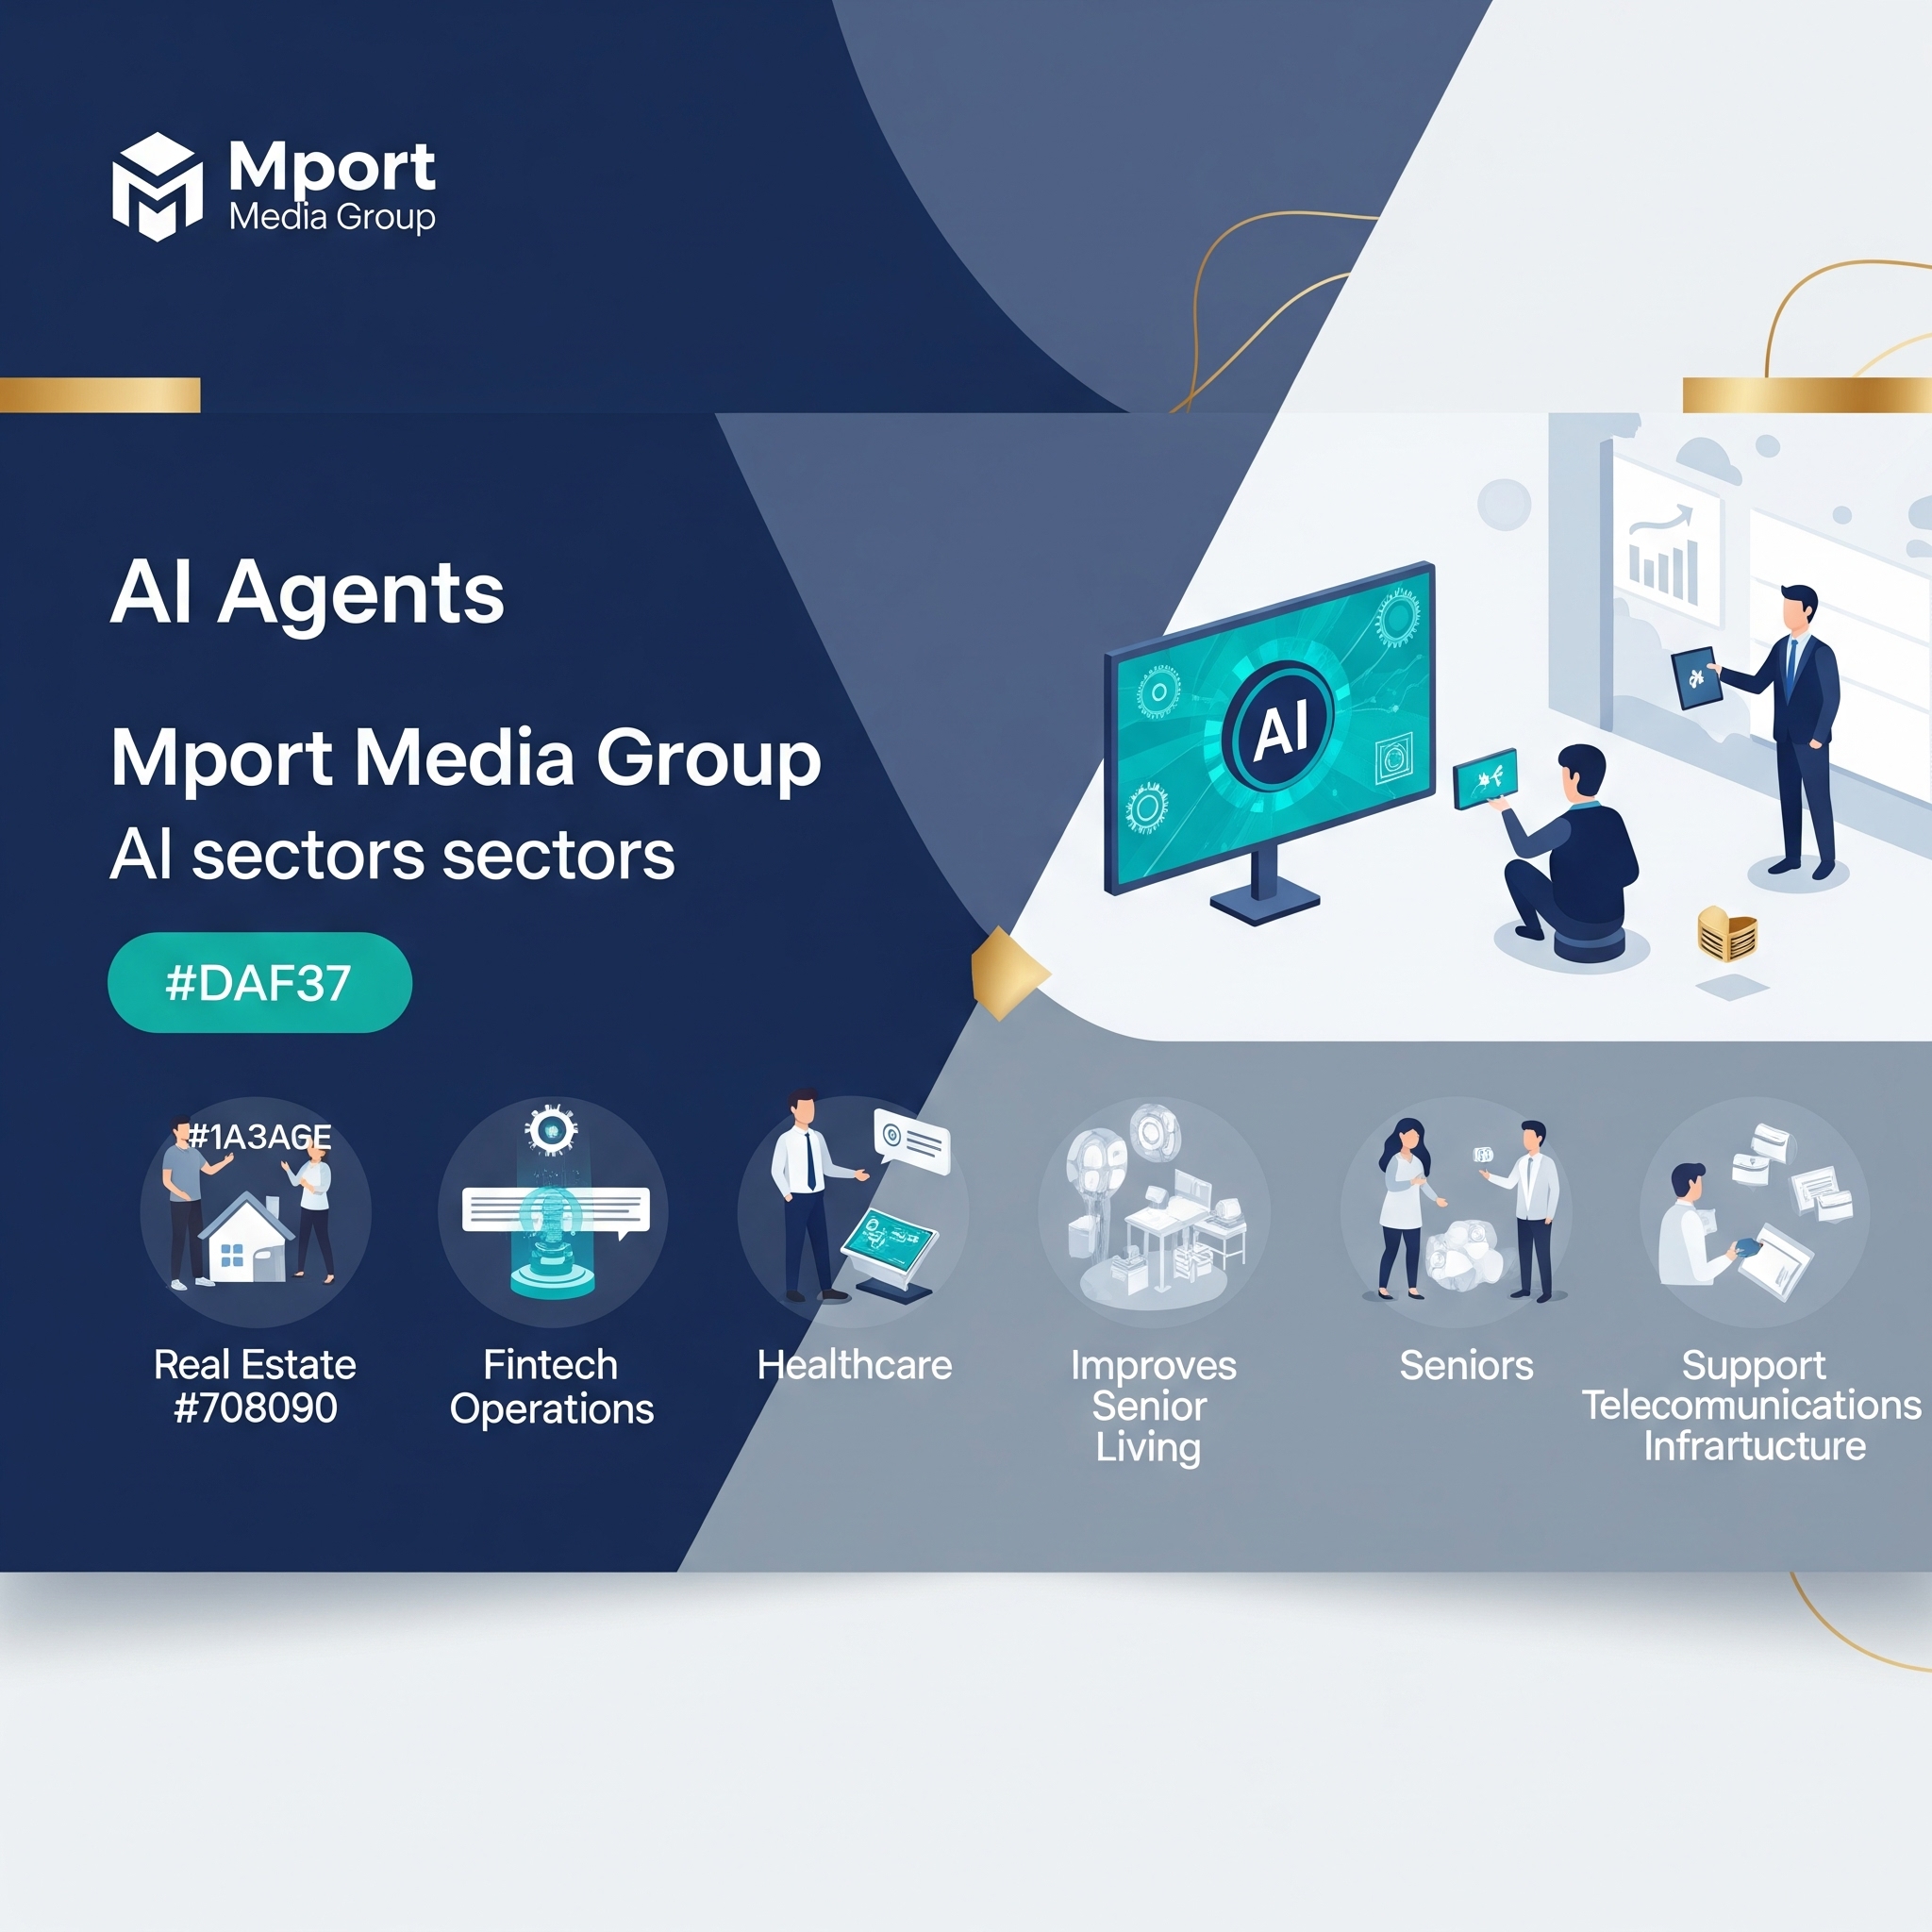 Mport
Media Group
AI Agents
Mport Media Group
AI sectors sectors
#DAF37
AI
#1A3AGE
Real Estate
#708090
Fintech
Operations
Healthcare
Improves
Senior
Living
Seniors
Support
Telecomunications
Infrartucture